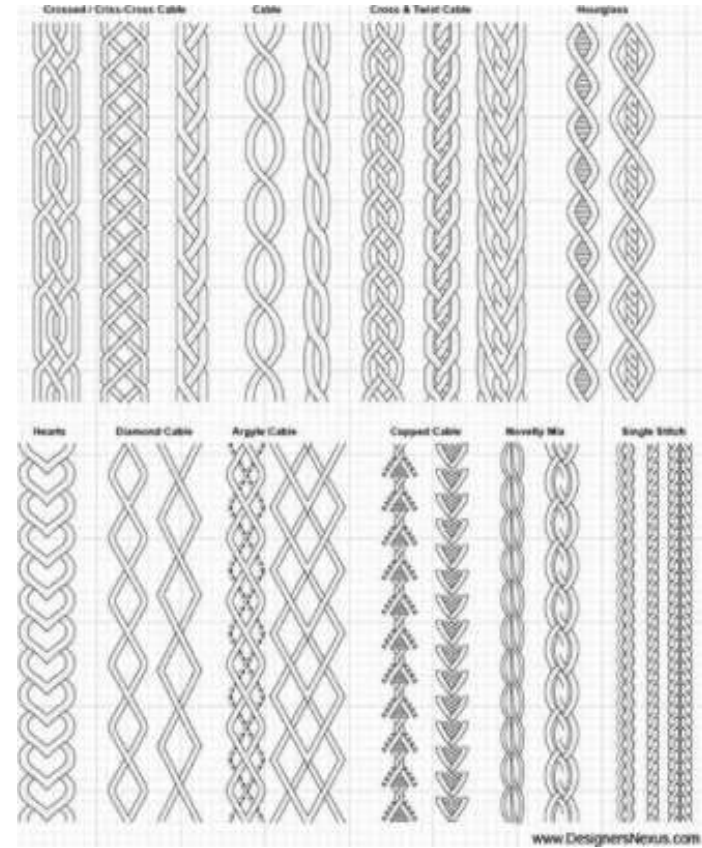 Crossed / Criss-Cross Cable
Cable
Cross & Twist Cable
Hourglass
Hearts
Diamond Cable
Argyle Cable
Cupped Cable
Novelty Mix
Single Stitch
www.DesignersNexus.com